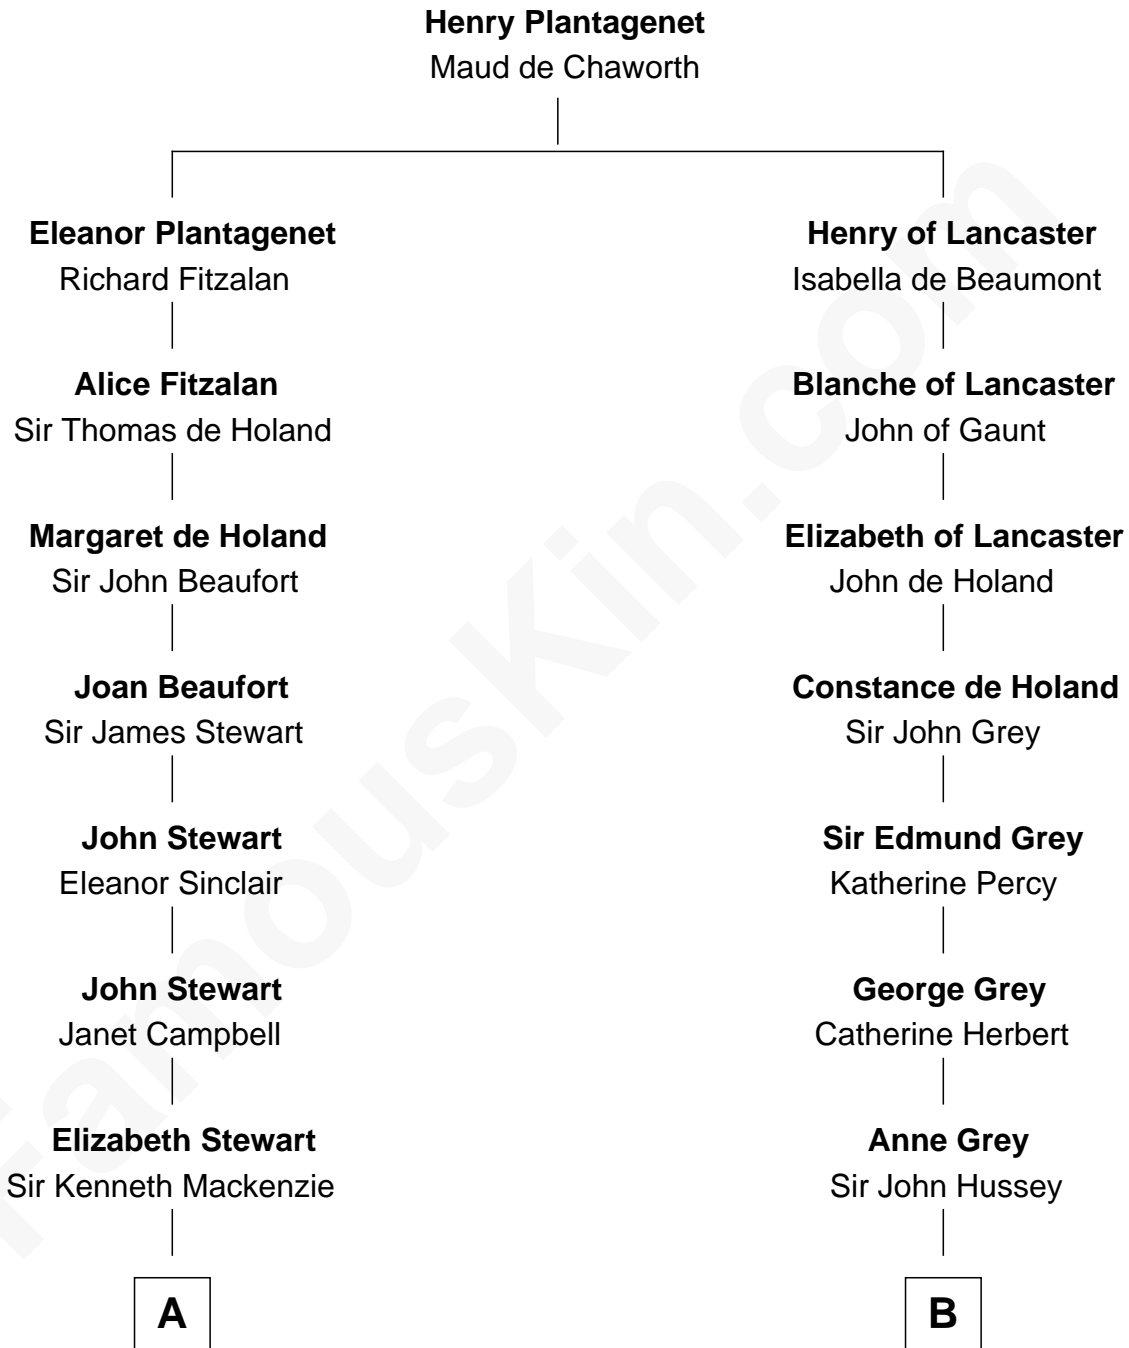 Henry Plantagenet
Maud de Chaworth
Eleanor Plantagenet
Richard Fitzalan
Henry of Lancaster
Isabella de Beaumont
Alice Fitzalan
Sir Thomas de Holand
Blanche of Lancaster
John of Gaunt
Margaret de Holand
Sir John Beaufort
Elizabeth of Lancaster
John de Holand
Joan Beaufort
Sir James Stewart
Constance de Holand
Sir John Grey
John Stewart
Eleanor Sinclair
Sir Edmund Grey
Katherine Percy
John Stewart
Janet Campbell
George Grey
Catherine Herbert
Elizabeth Stewart
Sir Kenneth Mackenzie
Anne Grey
Sir John Hussey
A
B
FamousKin.com